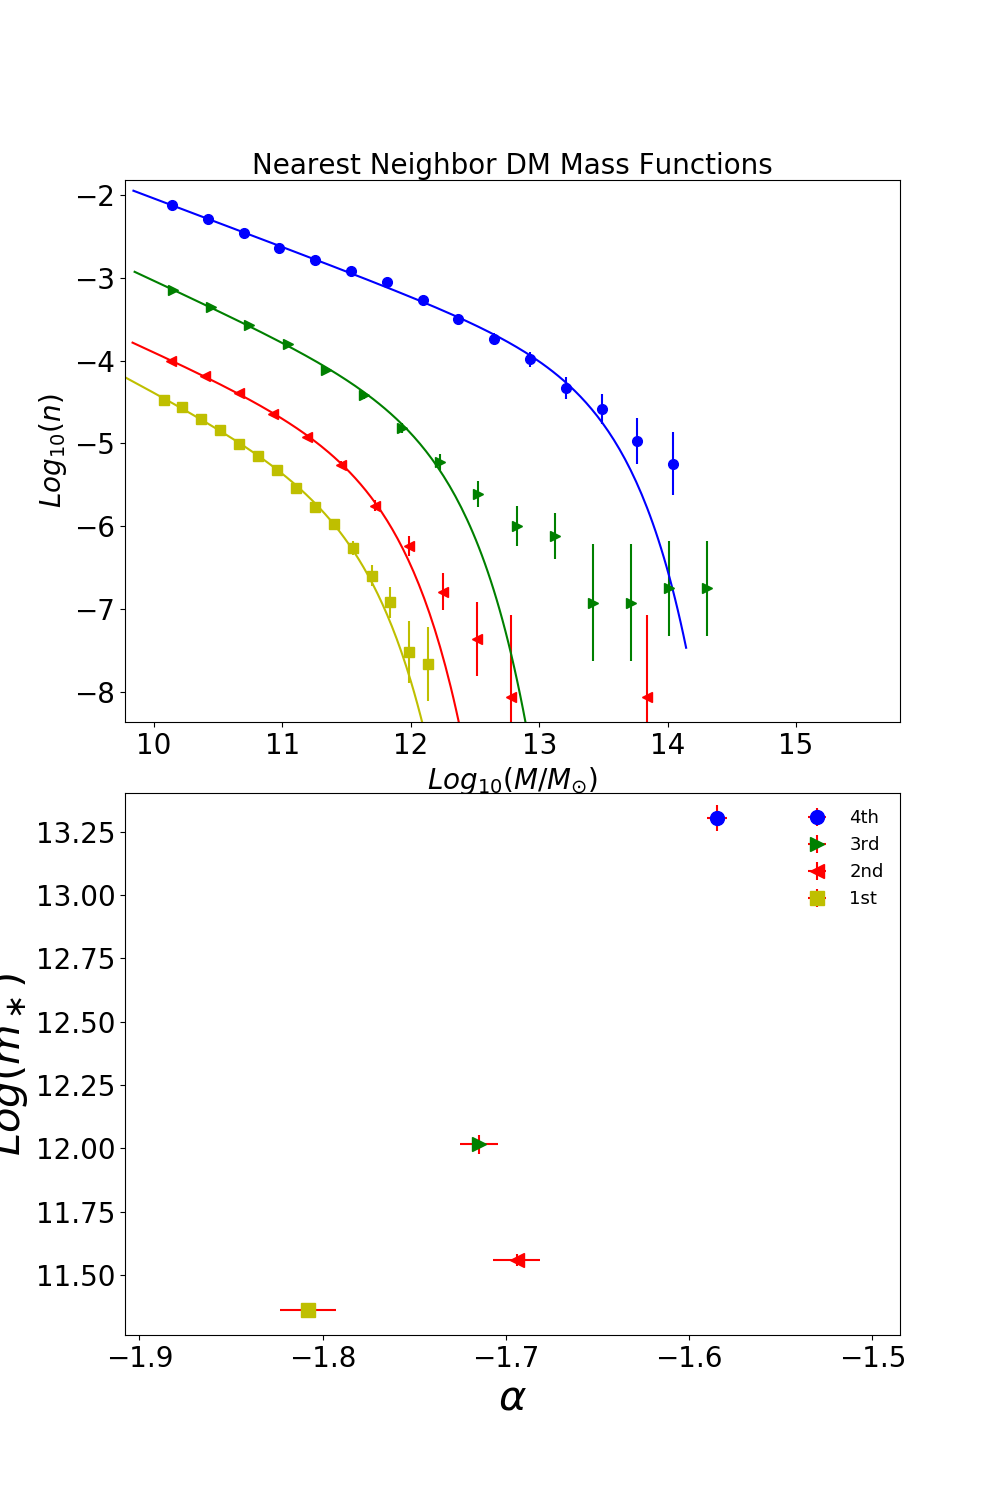 Nearest Neighbor DM Mass Functions
−2
−3
−4
−5
−6
−7
−8
Log₁₀(n)
10 11 12 13 14 15
Log₁₀(M/M⊙)
13.25
13.00
12.75
12.50
12.25
12.00
11.75
11.50
Log(m∗)
4th
3rd
2nd
1st
−1.9 −1.8 −1.7 −1.6 −1.5
α